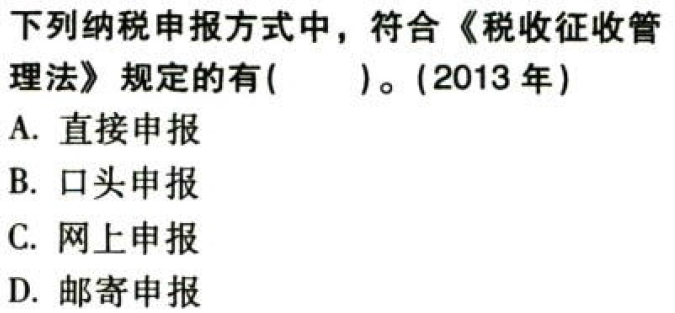 下列纳税申报方式中，符合《税收征收管
理法》规定的有(　　)。(2013 年)
A. 直接申报
B. 口头申报
C. 网上申报
D. 邮寄申报